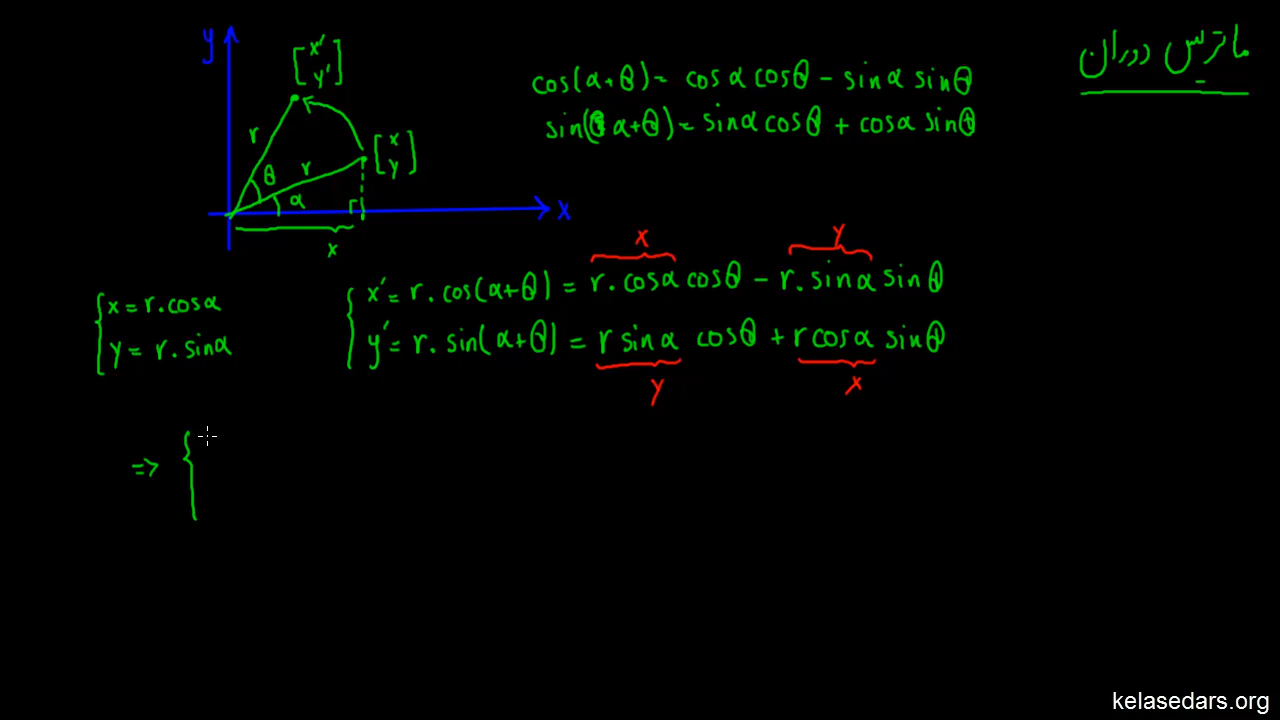 ماتریس دوران
y
[x′ y′]
cos(α+θ) = cosα cosθ − sinα sinθ
sin(α+θ) = sinα cosθ + cosα sinθ
r
θ
r
[x y]
α
x
x
x
y
{ x = r.cosα
y = r.sinα
{ x′ = r.cos(α+θ) = r.cosα cosθ − r.sinα sinθ
y′ = r.sin(α+θ) = r sinα cosθ + r cosα sinθ
y
x
=> {
kelasedars.org